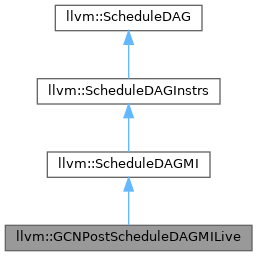 llvm::ScheduleDAG
llvm::ScheduleDAGInstrs
llvm::ScheduleDAGMI
llvm::GCNPostScheduleDAGMILive